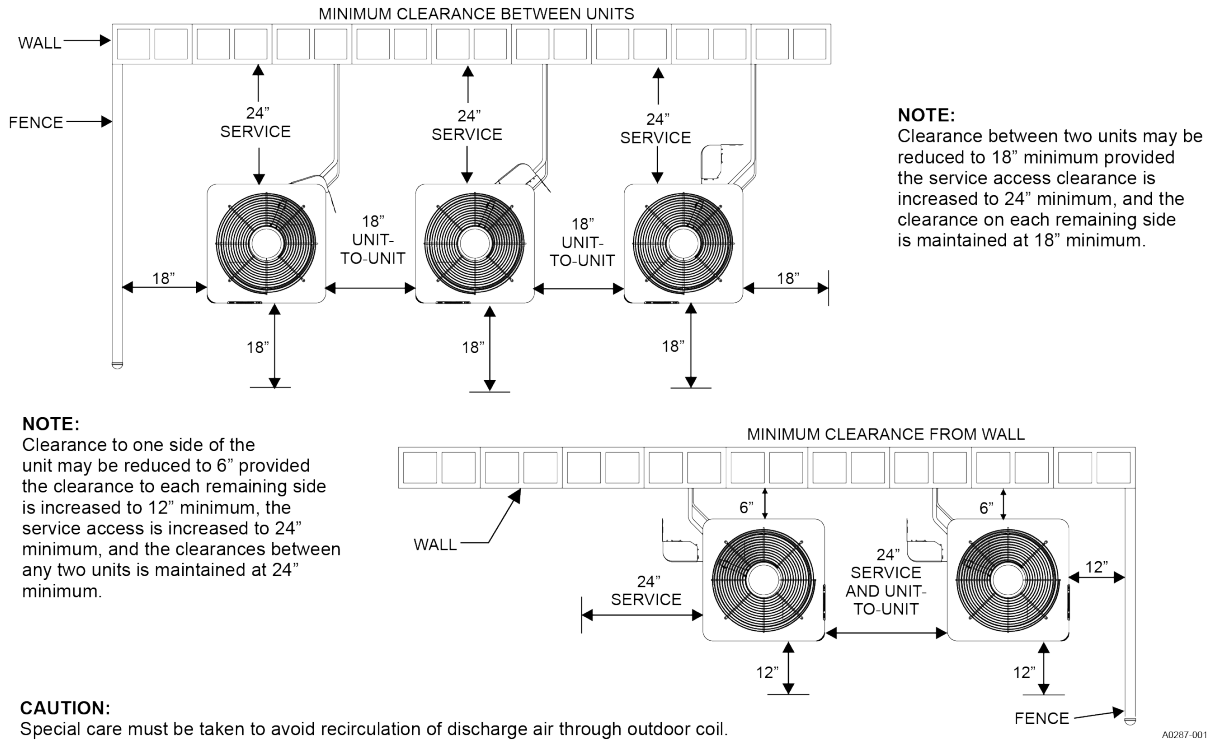 MINIMUM CLEARANCE BETWEEN UNITS
WALL
FENCE
24”
SERVICE
24”
SERVICE
24”
SERVICE
18”
UNIT-
TO-UNIT
18”
UNIT-
TO-UNIT
18”
18”
18”
18”
18”
NOTE:
Clearance between two units may be
reduced to 18” minimum provided
the service access clearance is
increased to 24” minimum, and the
clearance on each remaining side
is maintained at 18” minimum.
NOTE:
Clearance to one side of the
unit may be reduced to 6” provided
the clearance to each remaining side
is increased to 12” minimum, the
service access is increased to 24”
minimum, and the clearances between
any two units is maintained at 24”
minimum.
MINIMUM CLEARANCE FROM WALL
WALL
6”
6”
24”
SERVICE
24”
SERVICE
AND UNIT-
TO-UNIT
12”
12”
12”
FENCE
CAUTION:
Special care must be taken to avoid recirculation of discharge air through outdoor coil.
A0287-001